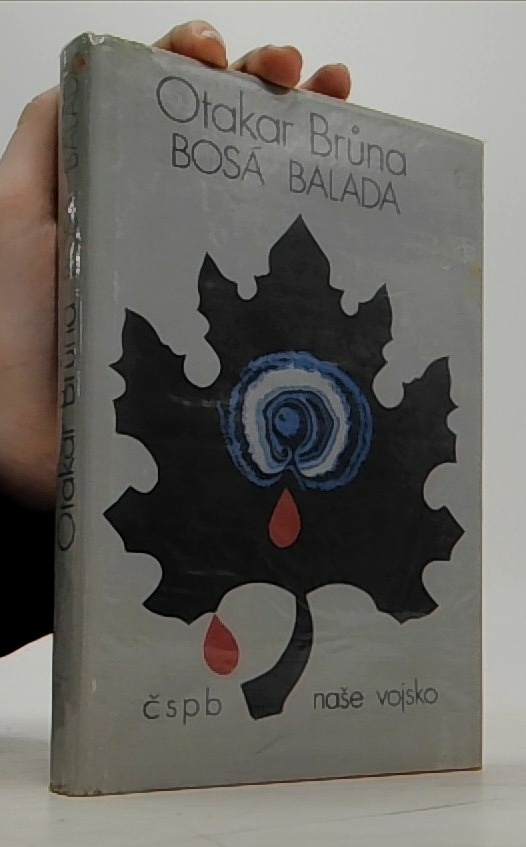 Otakar Brůna
BOSÁ BALADA
čspb
naše vojsko
Otakar Brůna